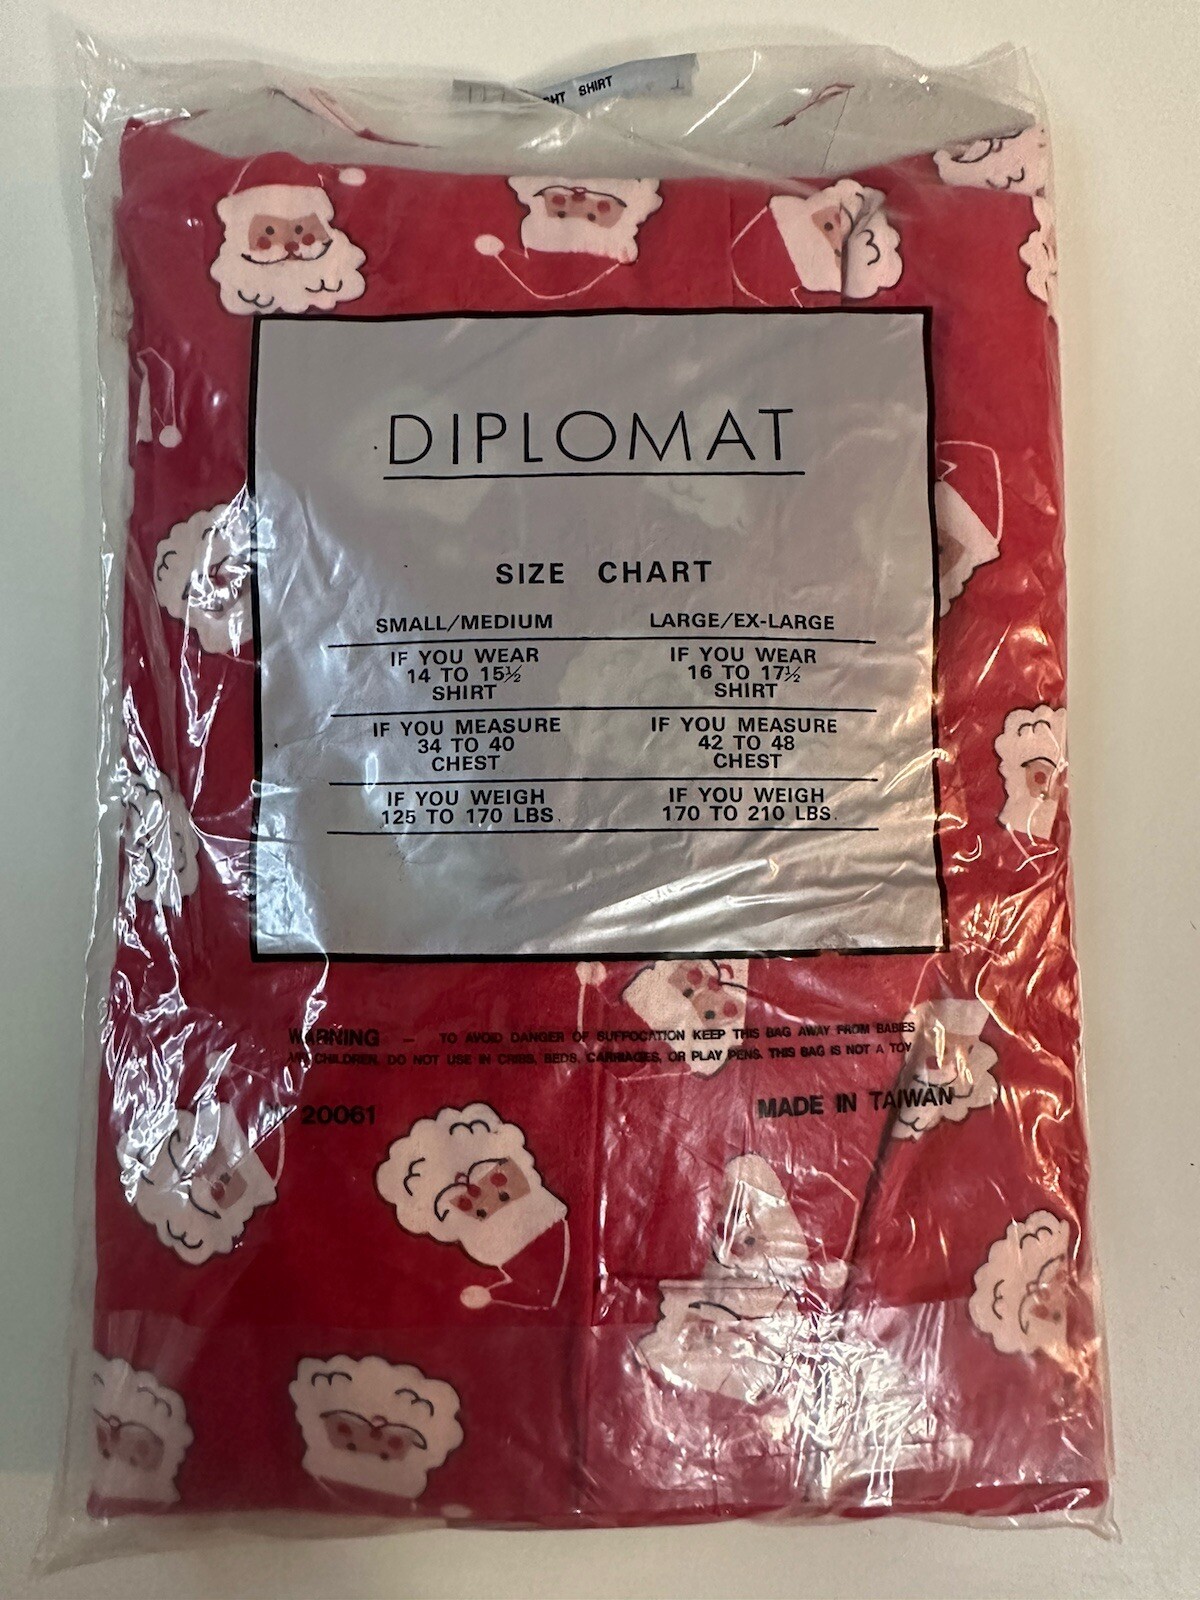 SHIRT
DIPLOMAT
SIZE CHART
SMALL/MEDIUM LARGE/EX-LARGE
IF YOU WEAR IF YOU WEAR
14 TO 15½ 16 TO 17½
SHIRT SHIRT
IF YOU MEASURE IF YOU MEASURE
34 TO 40 42 TO 48
CHEST CHEST
IF YOU WEIGH IF YOU WEIGH
125 TO 170 LBS. 170 TO 210 LBS.
WARNING — TO AVOID DANGER OF SUFFOCATION KEEP THIS BAG AWAY FROM BABIES
CHILDREN. DO NOT USE IN CRIBS, BEDS, CARRIAGES, OR PLAY PENS. THIS BAG IS NOT A TOY
20061 MADE IN TAIWAN